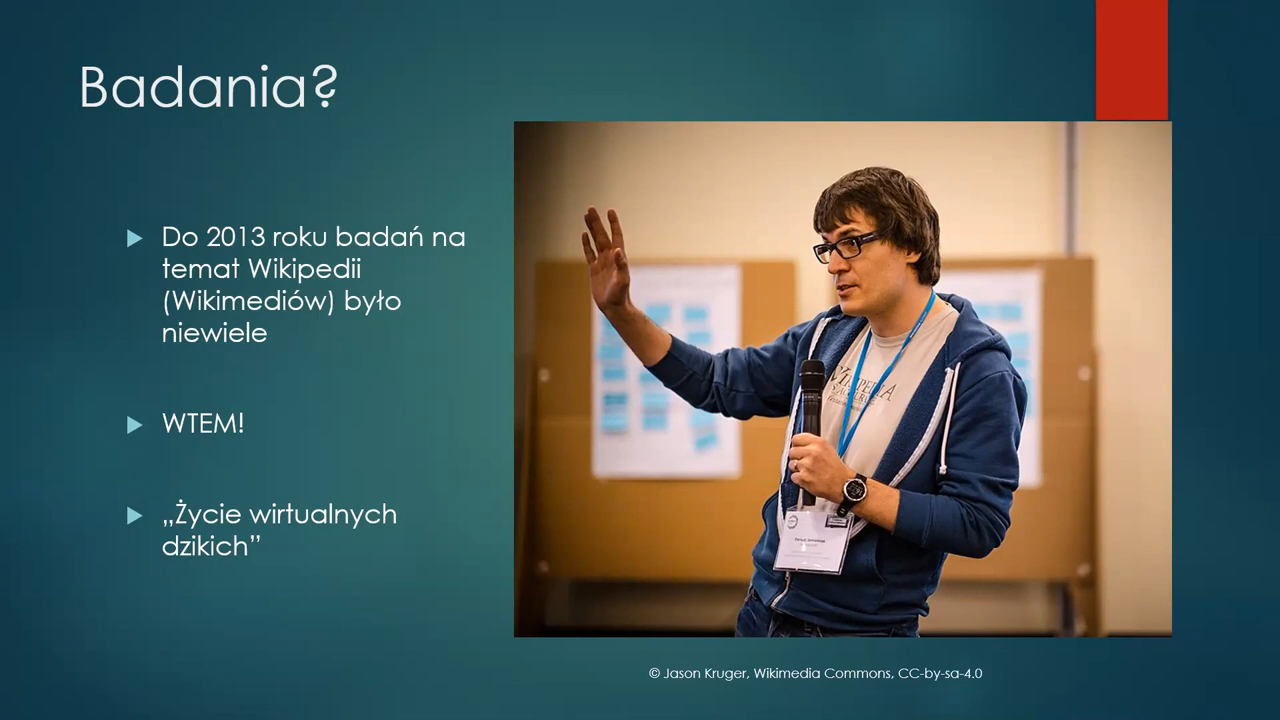 Badania?
Do 2013 roku badań na
temat Wikipedii
(Wikimediów) było
niewiele
WTEM!
„Życie wirtualnych
dzikich”
WIKIPEDIA
© Jason Kruger, Wikimedia Commons, CC-by-sa-4.0